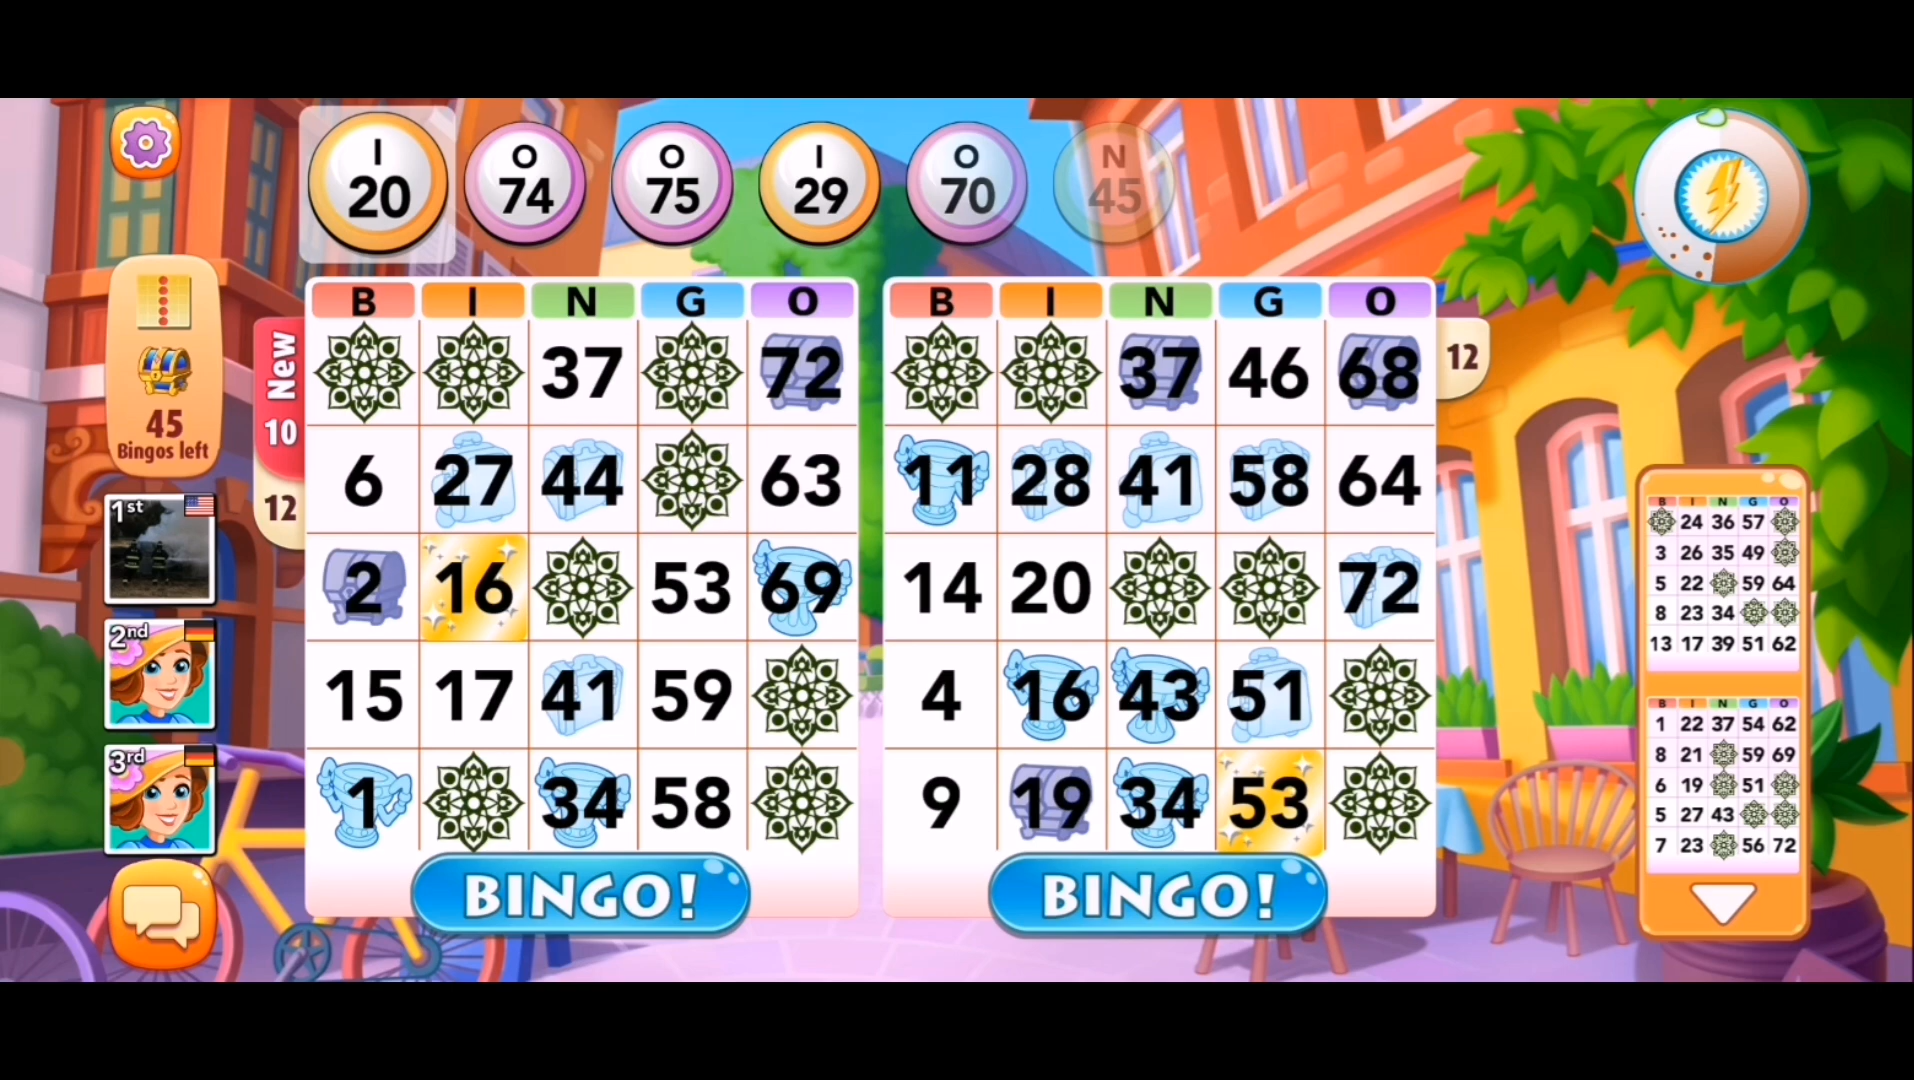 I O O I O N
20 74 75 29 70 45
45
Bingos left
New
10
12
1st
2nd
3rd
B I N G O
37 72
6 27 44 63
2 16 53 69
15 17 41 59
1 34 58
BINGO!
B I N G O
37 46 68
11 28 41 58 64
14 20 72
4 16 43 51
9 19 34 53
BINGO!
12
B I N G O
24 36 57
3 26 35 49
5 22 59 64
8 23 34
13 17 39 51 62
B I N G O
1 22 37 54 62
8 21 59 69
6 19 51
5 27 43
7 23 56 72